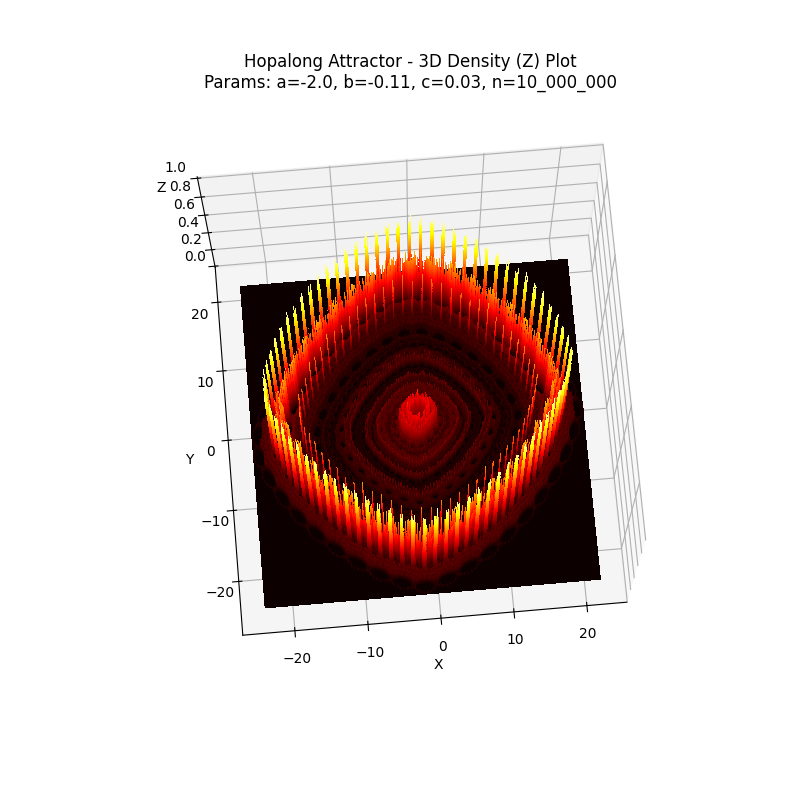 Hopalong Attractor - 3D Density (Z) Plot
Params: a=-2.0, b=-0.11, c=0.03, n=10_000_000
1.0
Z 0.8
0.6
0.4
0.2
0.0
20
10
Y 0
−10
−20
−20 −10 0 10 20
X